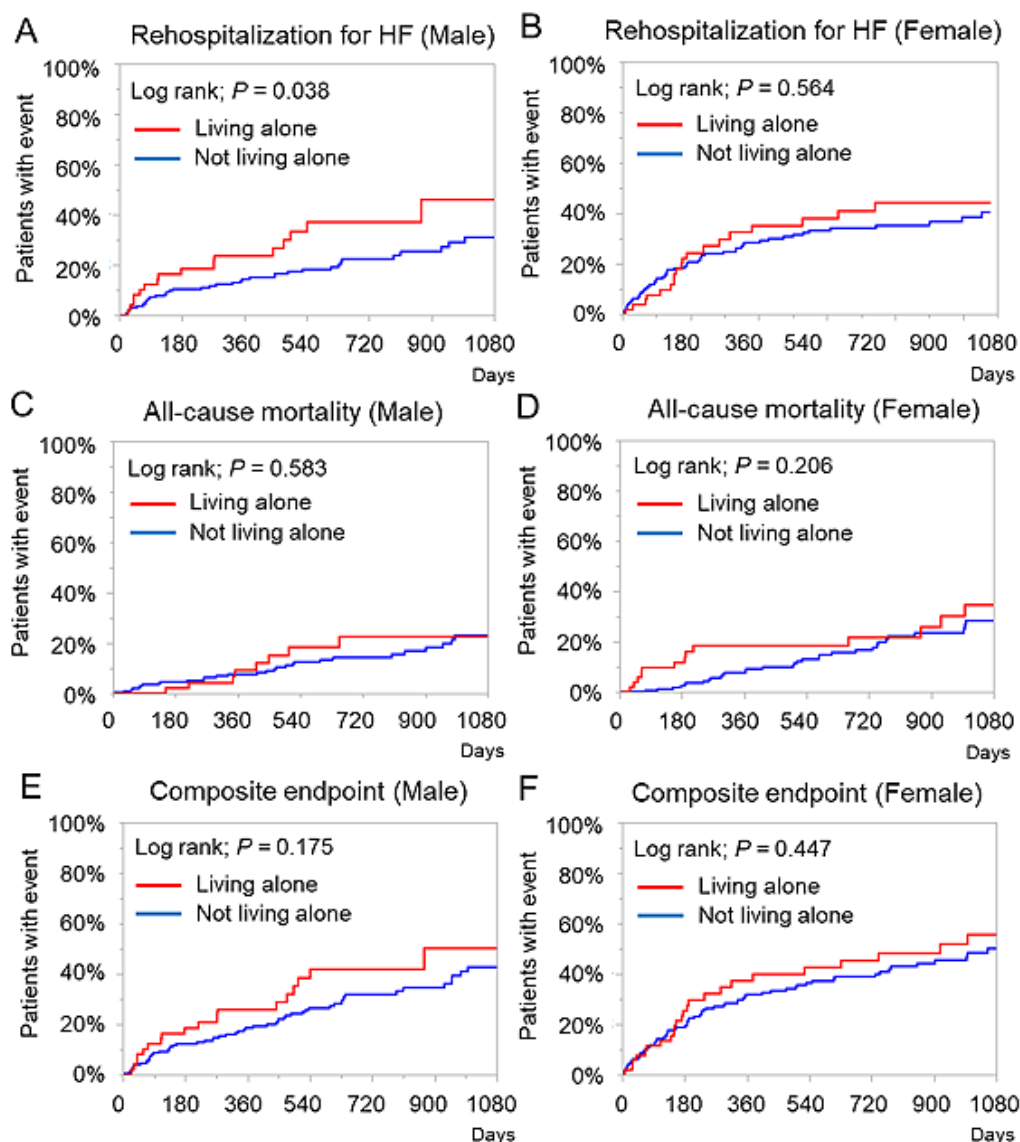 A Rehospitalization for HF (Male)
Patients with event
100%
80%
60%
40%
20%
0%
Log rank; P = 0.038
Living alone
Not living alone
0 180 360 540 720 900 1080
Days
B Rehospitalization for HF (Female)
Patients with event
100%
80%
60%
40%
20%
0%
Log rank; P = 0.564
Living alone
Not living alone
0 180 360 540 720 900 1080
Days
C All-cause mortality (Male)
Patients with event
100%
80%
60%
40%
20%
0%
Log rank; P = 0.583
Living alone
Not living alone
0 180 360 540 720 900 1080
Days
D All-cause mortality (Female)
Patients with event
100%
80%
60%
40%
20%
0%
Log rank; P = 0.206
Living alone
Not living alone
0 180 360 540 720 900 1080
Days
E Composite endpoint (Male)
Patients with event
100%
80%
60%
40%
20%
0%
Log rank; P = 0.175
Living alone
Not living alone
0 180 360 540 720 900 1080
Days
F Composite endpoint (Female)
Patients with event
100%
80%
60%
40%
20%
0%
Log rank; P = 0.447
Living alone
Not living alone
0 180 360 540 720 900 1080
Days